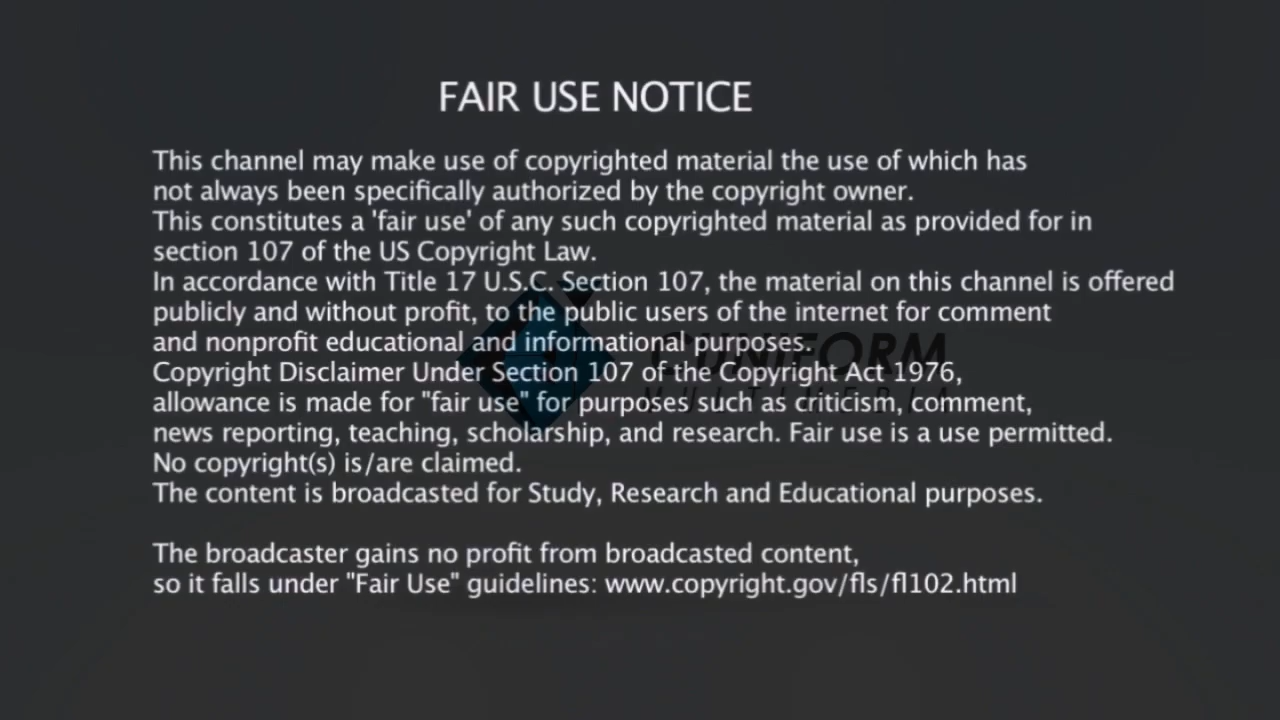 FAIR USE NOTICE
This channel may make use of copyrighted material the use of which has
not always been specifically authorized by the copyright owner.
This constitutes a 'fair use' of any such copyrighted material as provided for in
section 107 of the US Copyright Law.
In accordance with Title 17 U.S.C. Section 107, the material on this channel is offered
publicly and without profit, to the public users of the internet for comment
and nonprofit educational and informational purposes.
CUNIFORM
Copyright Disclaimer Under Section 107 of the Copyright Act 1976,
allowance is made for "fair use" for purposes such as criticism, comment,
MULTIMEDIA
news reporting, teaching, scholarship, and research. Fair use is a use permitted.
No copyright(s) is/are claimed.
The content is broadcasted for Study, Research and Educational purposes.
The broadcaster gains no profit from broadcasted content,
so it falls under "Fair Use" guidelines: www.copyright.gov/fls/fl102.html